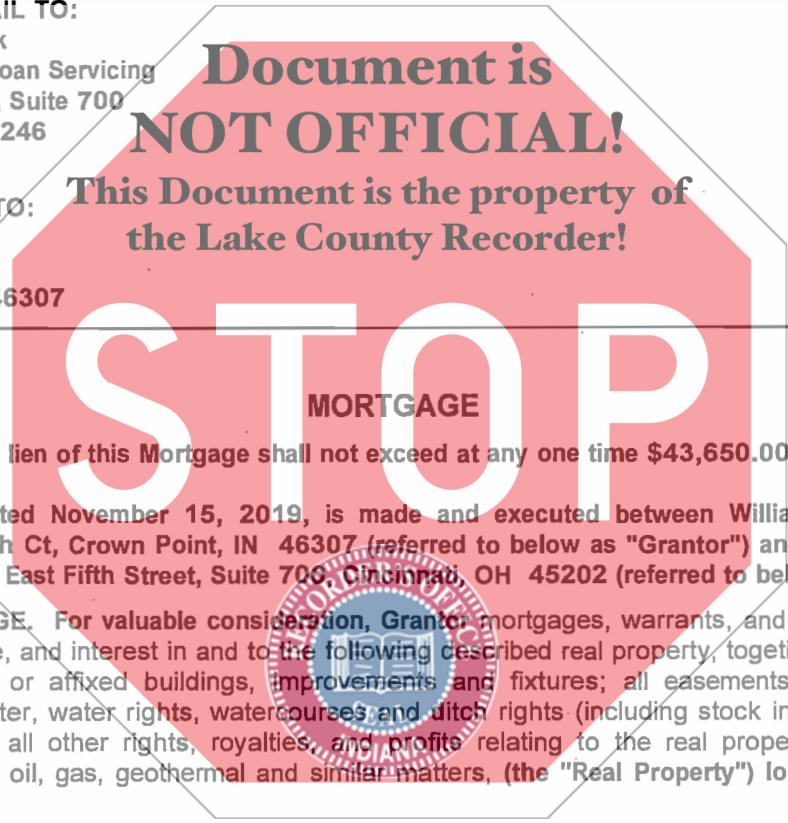 IL TO:
k
oan Servicing
, Suite 700
246
TO:
Document is
NOT OFFICIAL!
This Document is the property of
the Lake County Recorder!
46307
STOP
MORTGAGE
lien of this Mortgage shall not exceed at any one time $43,650.00
ted November 15, 2019, is made and executed between Willia
h Ct, Crown Point, IN 46307 (referred to below as "Grantor") an
East Fifth Street, Suite 700, Cincinnati, OH 45202 (referred to bel
GE. For valuable consideration, Grantor mortgages, warrants, and
e, and interest in and to the following described real property, togeth
or affixed buildings, improvements and fixtures; all easements
ter, water rights, watercourses and ditch rights (including stock in
all other rights, royalties, and profits relating to the real prope
oil, gas, geothermal and similar matters, (the "Real Property") lo
RECORDER'S OFFICE
SEAL
INDIANA